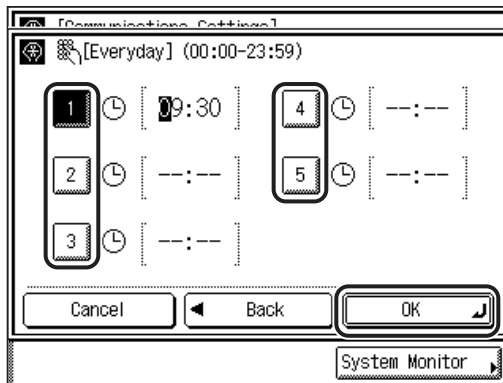 [Communications Settings]
[Everyday] (00:00-23:59)
1 [ 09:30 ] 4 [ --:-- ]
2 [ --:-- ] 5 [ --:-- ]
3 [ --:-- ]
Cancel ◀ Back OK
System Monitor